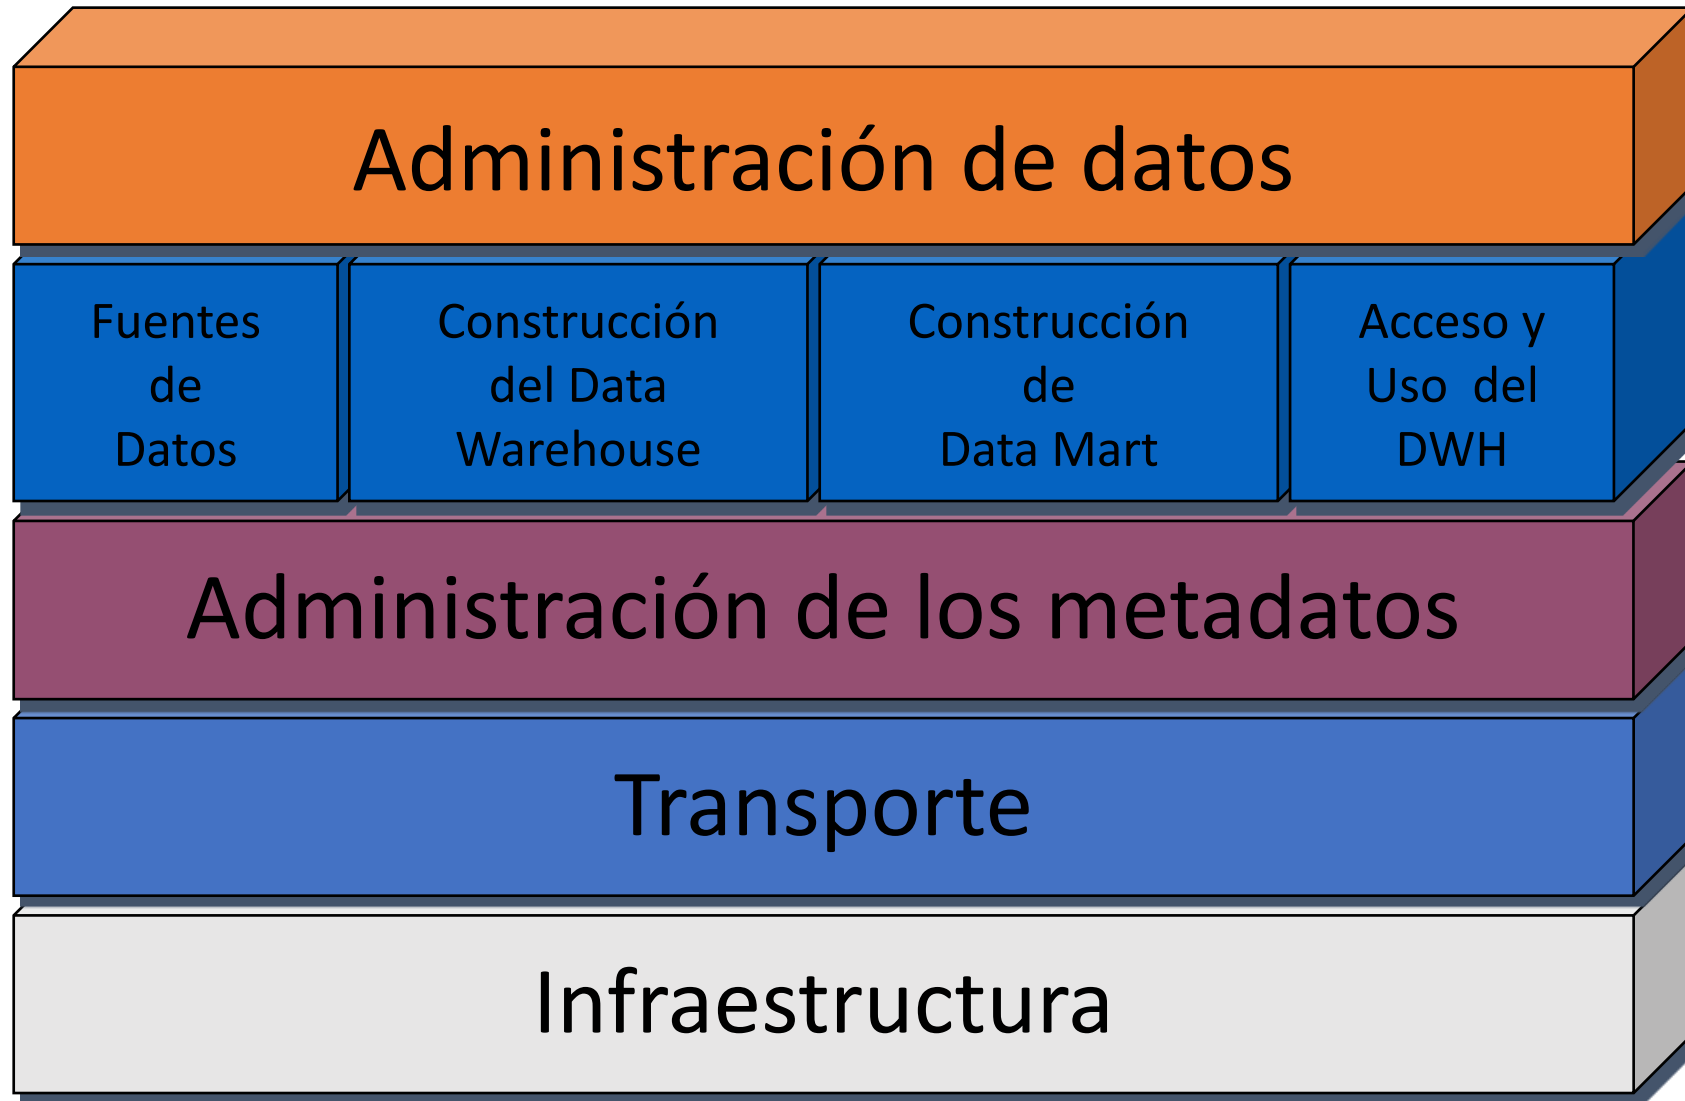 Administración de datos
Fuentes
de
Datos
Construcción
del Data
Warehouse
Construcción
de
Data Mart
Acceso y
Uso  del
DWH
Administración de los metadatos
Transporte
Infraestructura